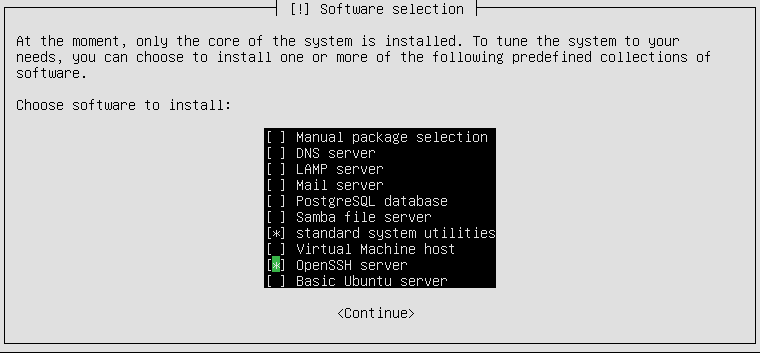 [!] Software selection
At the moment, only the core of the system is installed. To tune the system to your
needs, you can choose to install one or more of the following predefined collections of
software.
Choose software to install:
[ ] Manual package selection
[ ] DNS server
[ ] LAMP server
[ ] Mail server
[ ] PostgreSQL database
[ ] Samba file server
[*] standard system utilities
[ ] Virtual Machine host
[*] OpenSSH server
[ ] Basic Ubuntu server
<Continue>